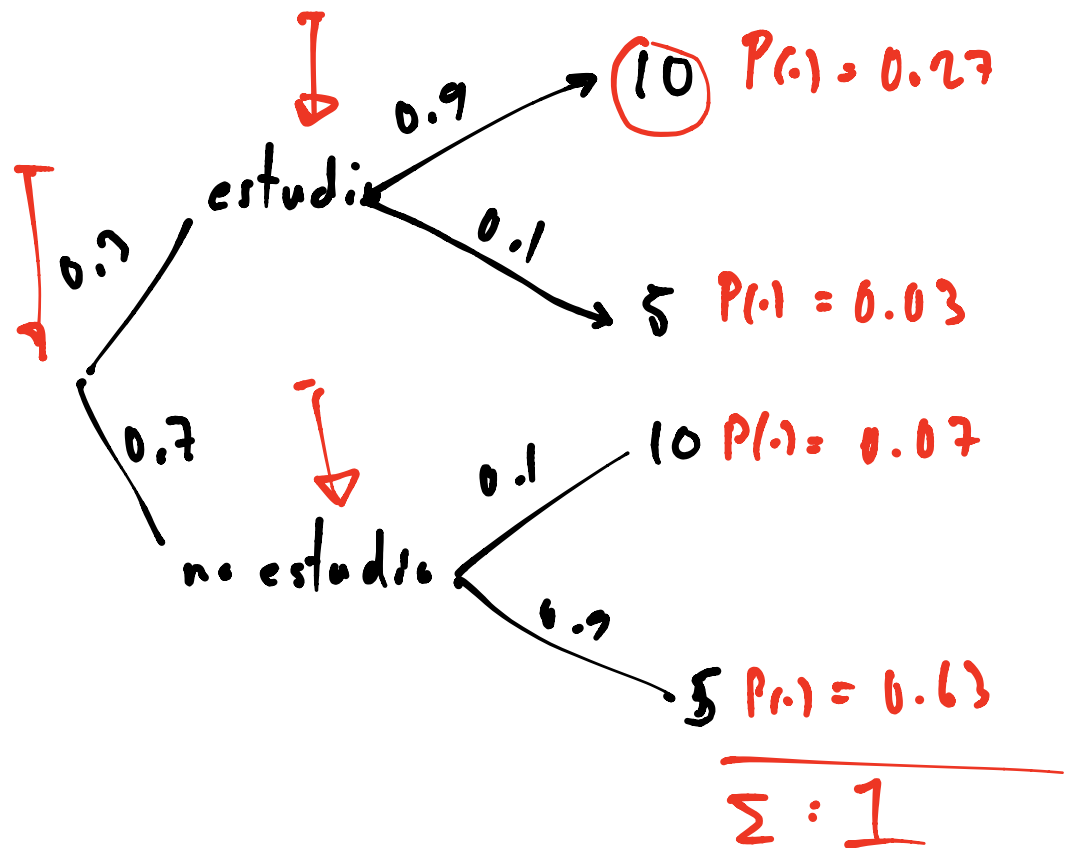 10 P(.) = 0.27
0.9
estudio
0.1
0.3
5 P(.) = 0.03
0.7
10 P(.) = 0.07
0.1
no estudio
0.9
5 P(.) = 0.63
Σ : 1